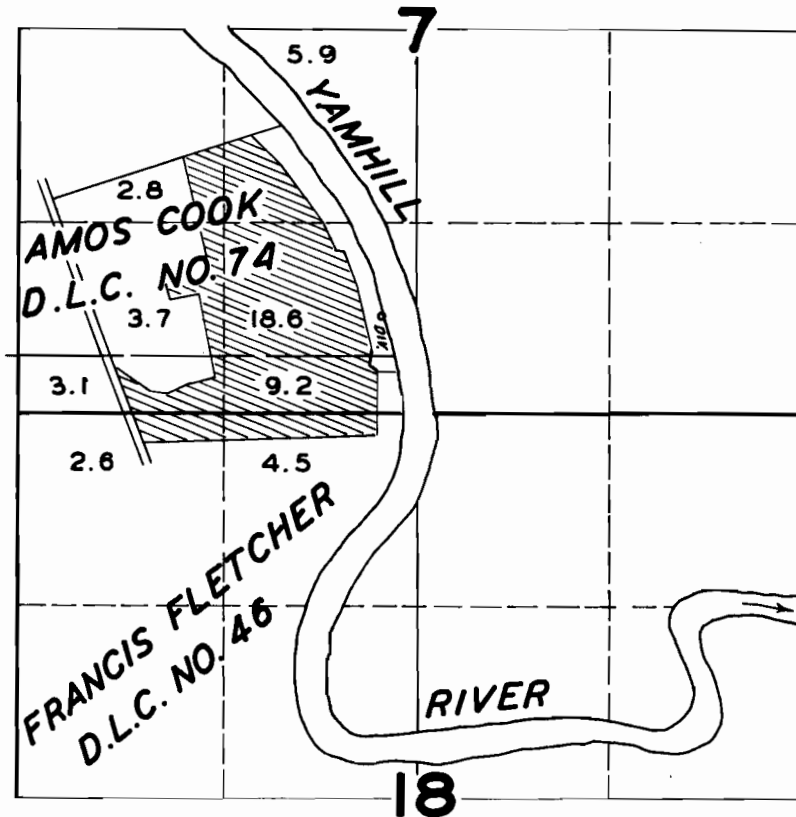 7
5.9
YAMHILL
2.8
AMOS COOK
D.L.C. NO. 74
3.7
18.6
3.1
9.2
2.6
4.5
FRANCIS FLETCHER
D.L.C. NO. 46
RIVER
18